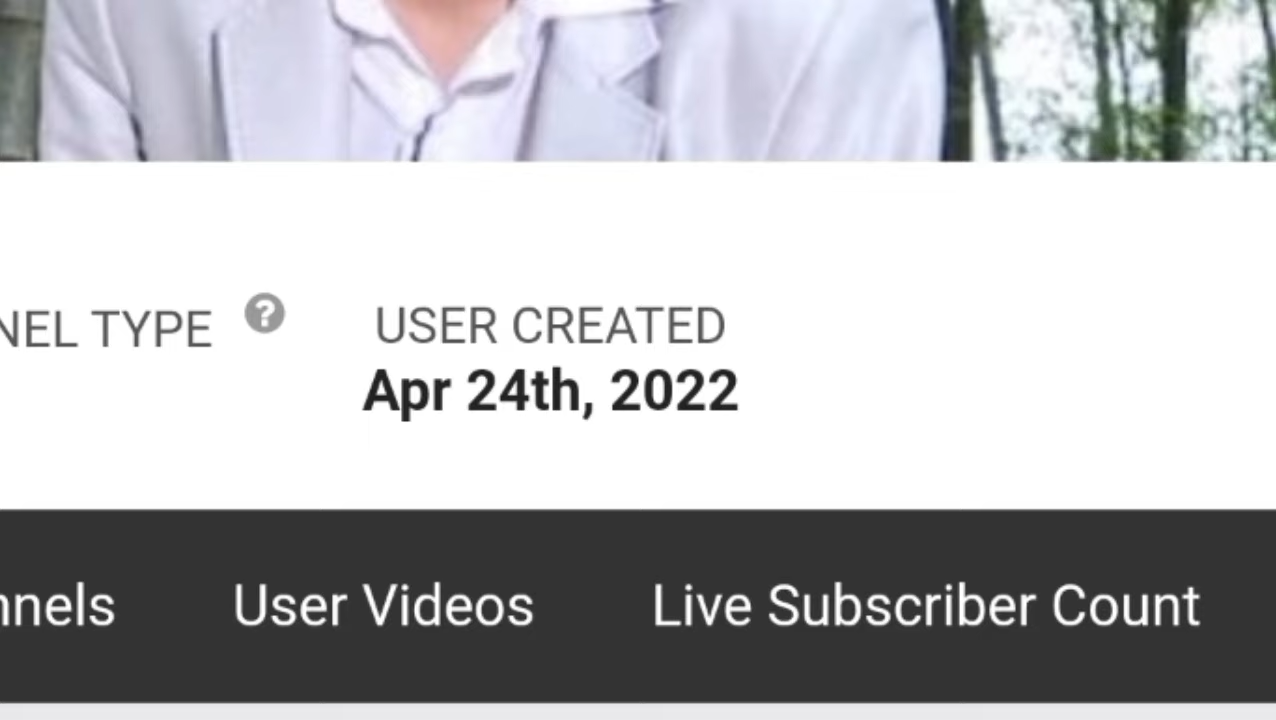 NEL TYPE ?
USER CREATED
Apr 24th, 2022
nnels
User Videos
Live Subscriber Count